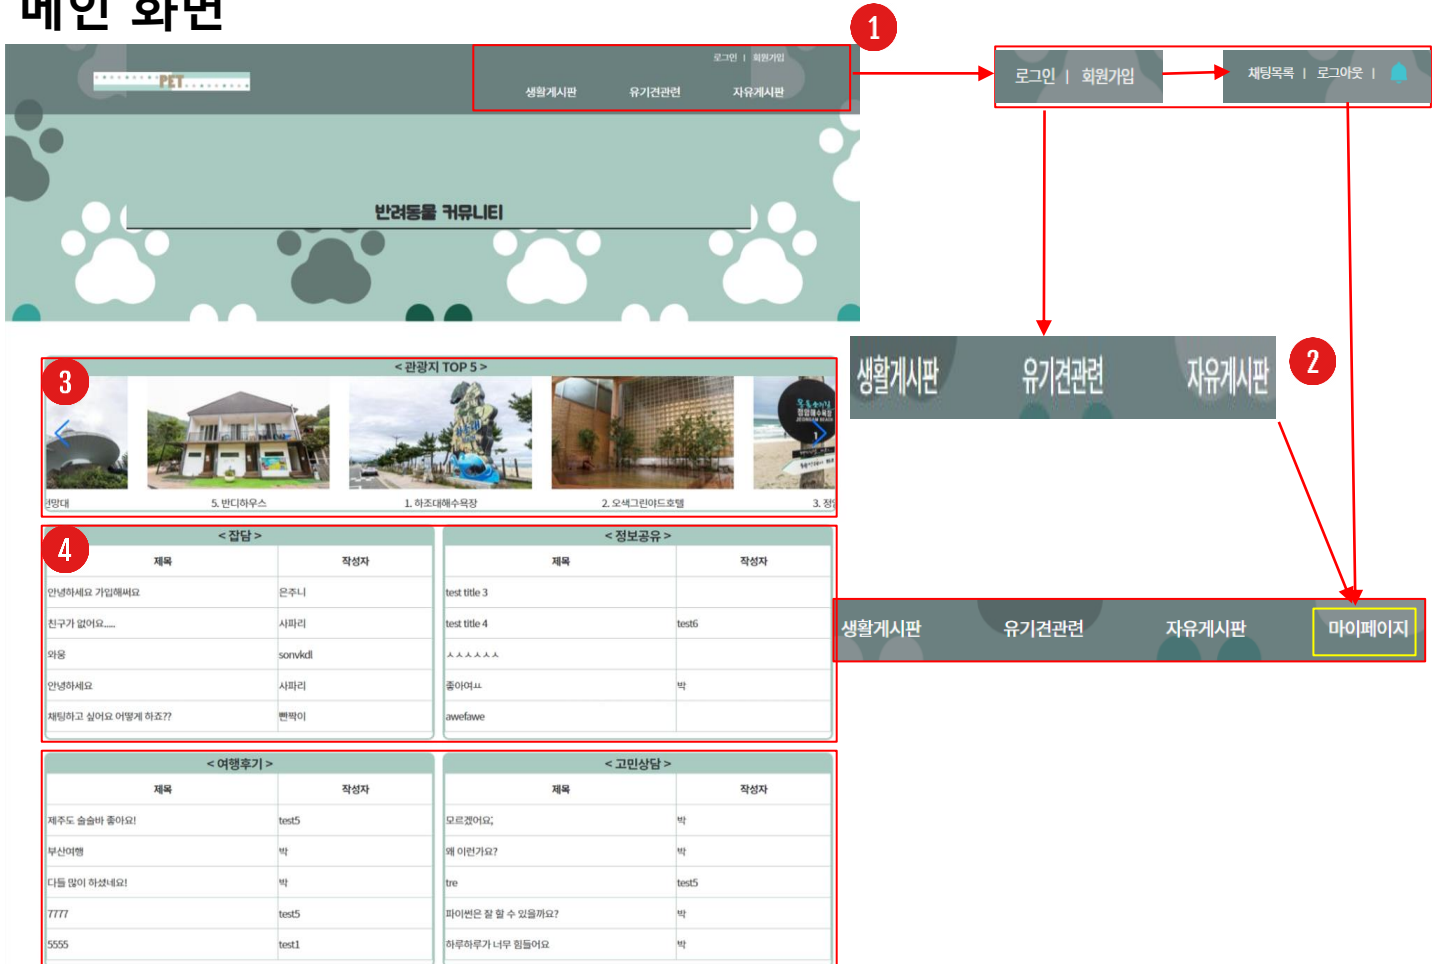 메인 화면
1
로그인 | 회원가입
PET
생활게시판 유기견관련 자유게시판
로그인 | 회원가입
채팅목록 | 로그아웃 |
반려동물 커뮤니티
생활게시판 유기견관련 자유게시판
2
3
< 관광지 TOP 5 >
5. 반디하우스
1. 하조대해수욕장
2. 오색그린야드호텔
3.
4
< 잡담 >
제목 작성자
안녕하세요 가입해써요 은주니
친구가 없어요..... 사파리
와웅 sonvkdl
안녕하세요 사파리
채팅하고 싶어요 어떻게 하죠?? 빤짝이
< 정보공유 >
제목 작성자
test title 3
test title 4 test6
ㅅㅅㅅㅅㅅㅅ
좋아여ㅛ 박
awefawe
생활게시판 유기견관련 자유게시판 마이페이지
< 여행후기 >
제목 작성자
제주도 술술바 좋아요! test5
부산여행 박
다들 많이 하셨네요! 박
7777 test5
5555 test1
< 고민상담 >
제목 작성자
모르겠어요; 박
왜 이런가요? 박
tre test5
파이썬은 잘 할 수 있을까요? 박
하루하루가 너무 힘들어요 박